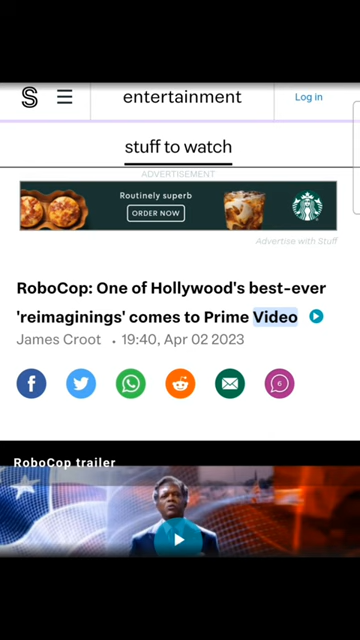 S
entertainment
Log in
stuff to watch
ADVERTISEMENT
Routinely superb
ORDER NOW
Advertise with Stuff
RoboCop: One of Hollywood's best-ever
'reimaginings' comes to Prime Video
James Croot • 19:40, Apr 02 2023
6
RoboCop trailer